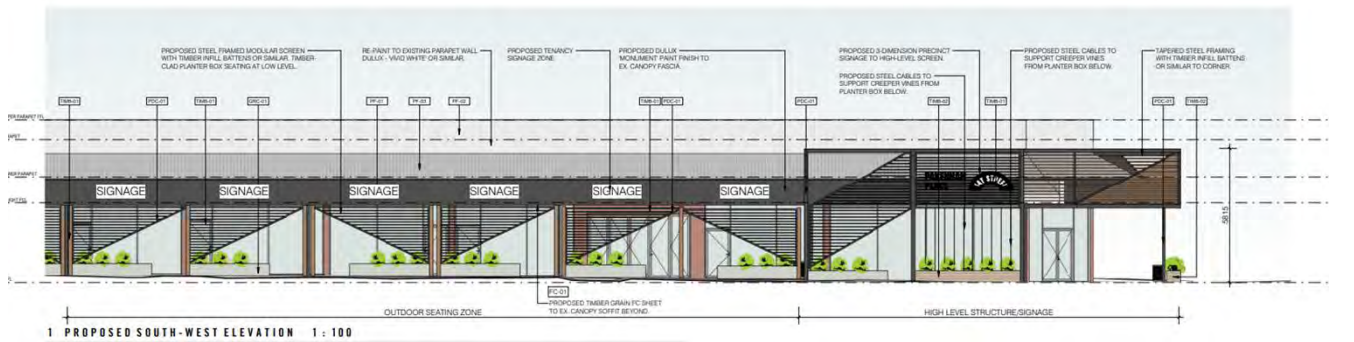 PROPOSED STEEL FRAMED MODULAR SCREEN
WITH TIMBER INFILL BATTENS OR SIMILAR. TIMBER-
CLAD PLANTER BOX SEATING AT LOW LEVEL.
RE-PAINT TO EXISTING PARAPET WALL
DULUX - 'VIVID WHITE' OR SIMILAR.
PROPOSED TENANCY
SIGNAGE ZONE.
PROPOSED DULUX
MONUMENT PAINT FINISH TO
EX. CANOPY FASCIA.
PROPOSED 3-DIMENSION PRECINCT
SIGNAGE TO HIGH-LEVEL SCREEN.
PROPOSED STEEL CABLES TO
SUPPORT CREEPER VINES FROM
PLANTER BOX BELOW.
PROPOSED STEEL CABLES TO
SUPPORT CREEPER VINES
FROM PLANTER BOX BELOW.
TAPERED STEEL FRAMING
WITH TIMBER INFILL BATTENS
OR SIMILAR TO CORNER.
TIMB-01
PDC-01
TIMB-01
GRC-01
PF-01
PF-03
PF-02
TIMB-01
PDC-01
PDC-01
TIMB-02
TIMB-01
PDC-01
TIMB-02
SIGNAGE
SIGNAGE
SIGNAGE
SIGNAGE
SIGNAGE
SIGNAGE
5815
FC-01
PROPOSED TIMBER GRAIN FC SHEET
TO EX. CANOPY SOFFIT BEYOND.
OUTDOOR SEATING ZONE
HIGH LEVEL STRUCTURE/SIGNAGE
1 PROPOSED SOUTH-WEST ELEVATION 1 : 100